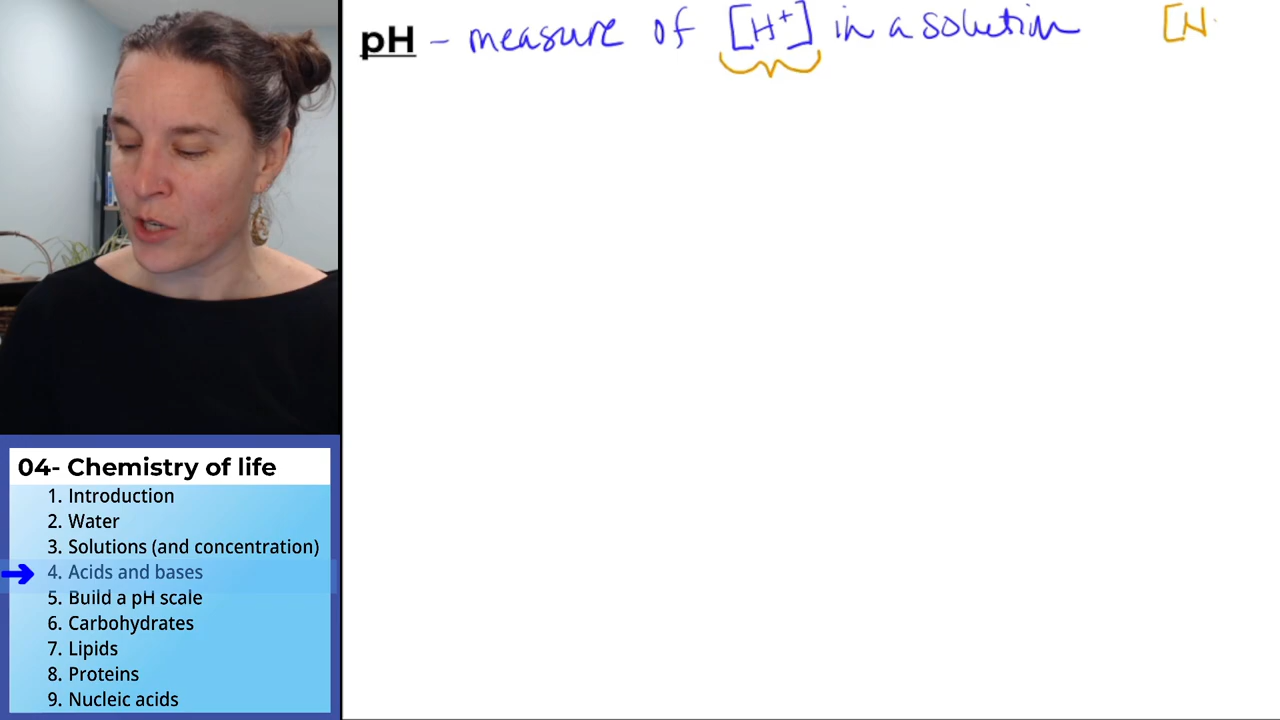 pH - measure of [H⁺] in a solution [N
04- Chemistry of life
1. Introduction
2. Water
3. Solutions (and concentration)
4. Acids and bases
5. Build a pH scale
6. Carbohydrates
7. Lipids
8. Proteins
9. Nucleic acids